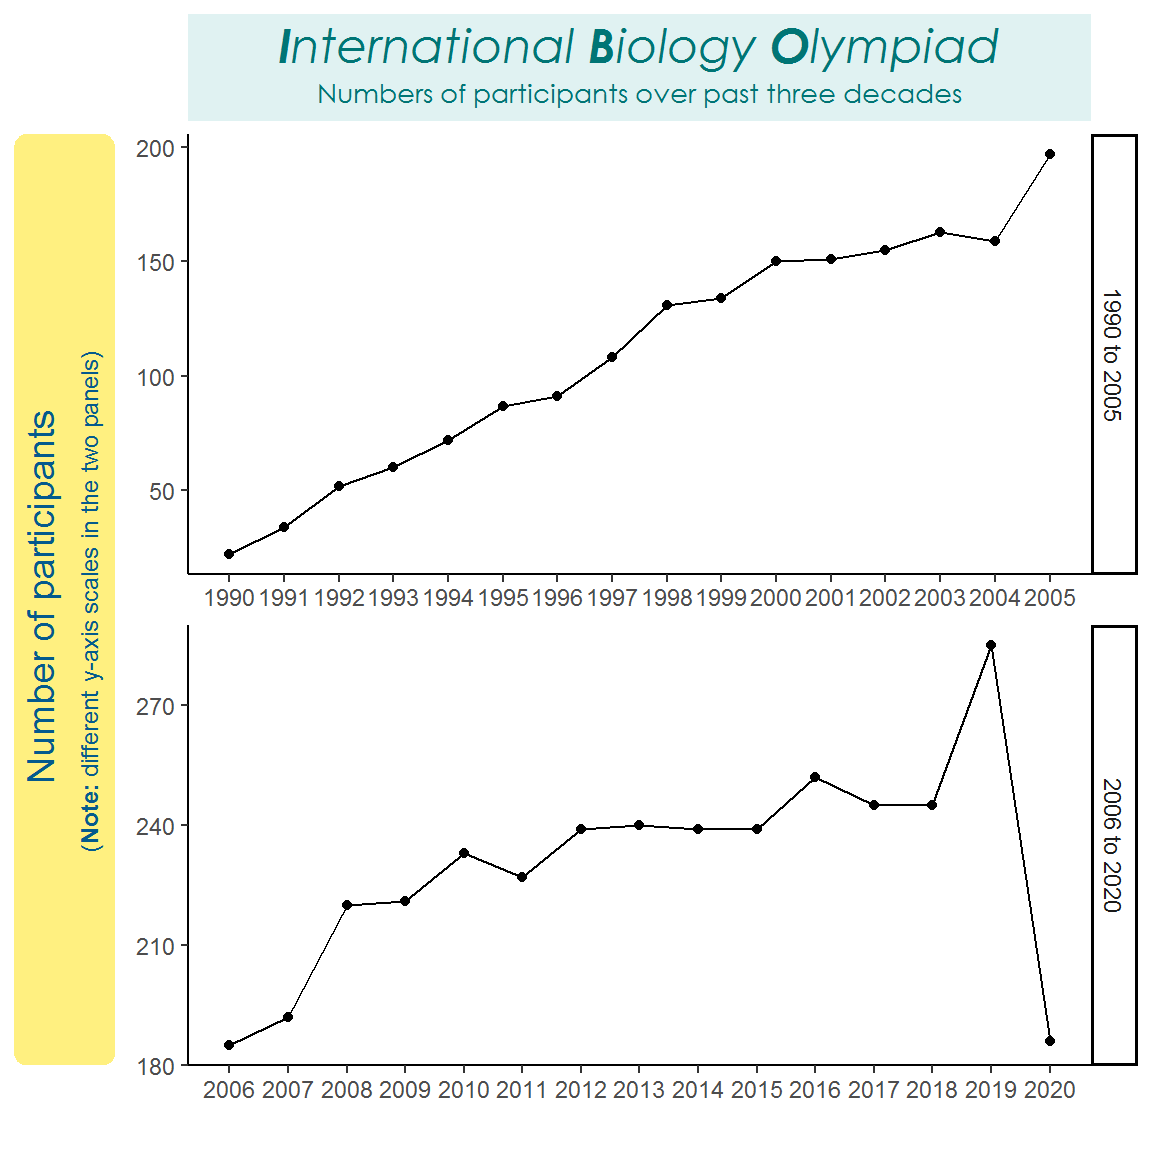 International Biology Olympiad
Numbers of participants over past three decades
Number of participants
(Note: different y-axis scales in the two panels)
200
150
100
50
1990 1991 1992 1993 1994 1995 1996 1997 1998 1999 2000 2001 2002 2003 2004 2005
1990 to 2005
270
240
210
180
2006 2007 2008 2009 2010 2011 2012 2013 2014 2015 2016 2017 2018 2019 2020
2006 to 2020